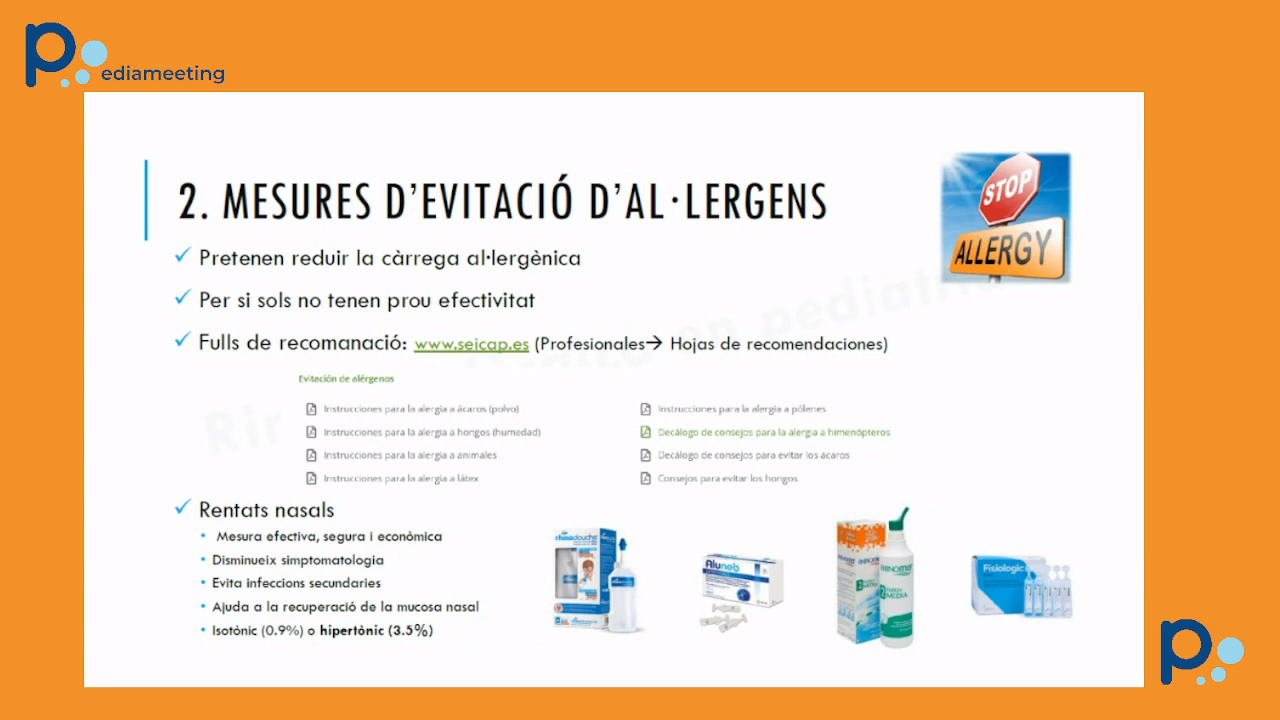 ediameeting
2. MESURES D'EVITACIÓ D'AL·LERGENS
STOP
ALLERGY
Pretenen reduir la càrrega al·lergènica
Per si sols no tenen prou efectivitat
Fulls de recomanació: www.seicap.es (Profesionales→ Hojas de recomendaciones)
Evitación de alérgenos
Instrucciones para la alergia a ácaros (polvo)
Instrucciones para la alergia a hongos (humedad)
Instrucciones para la alergia a animales
Instrucciones para la alergia a látex
Instrucciones para la alergia a pólenes
Decálogo de consejos para la alergia a himenópteros
Decálogo de consejos para evitar los ácaros
Consejos para evitar los hongos
Rentats nasals
Mesura efectiva, segura i econòmica
Disminueix simptomatologia
Evita infeccions secundaries
Ajuda a la recuperació de la mucosa nasal
Isotònic (0.9%) o hipertònic (3.5%)
rhinodouche
Aluneb
RHINOMER
2 FUERZA MEDIA
Fisiologic